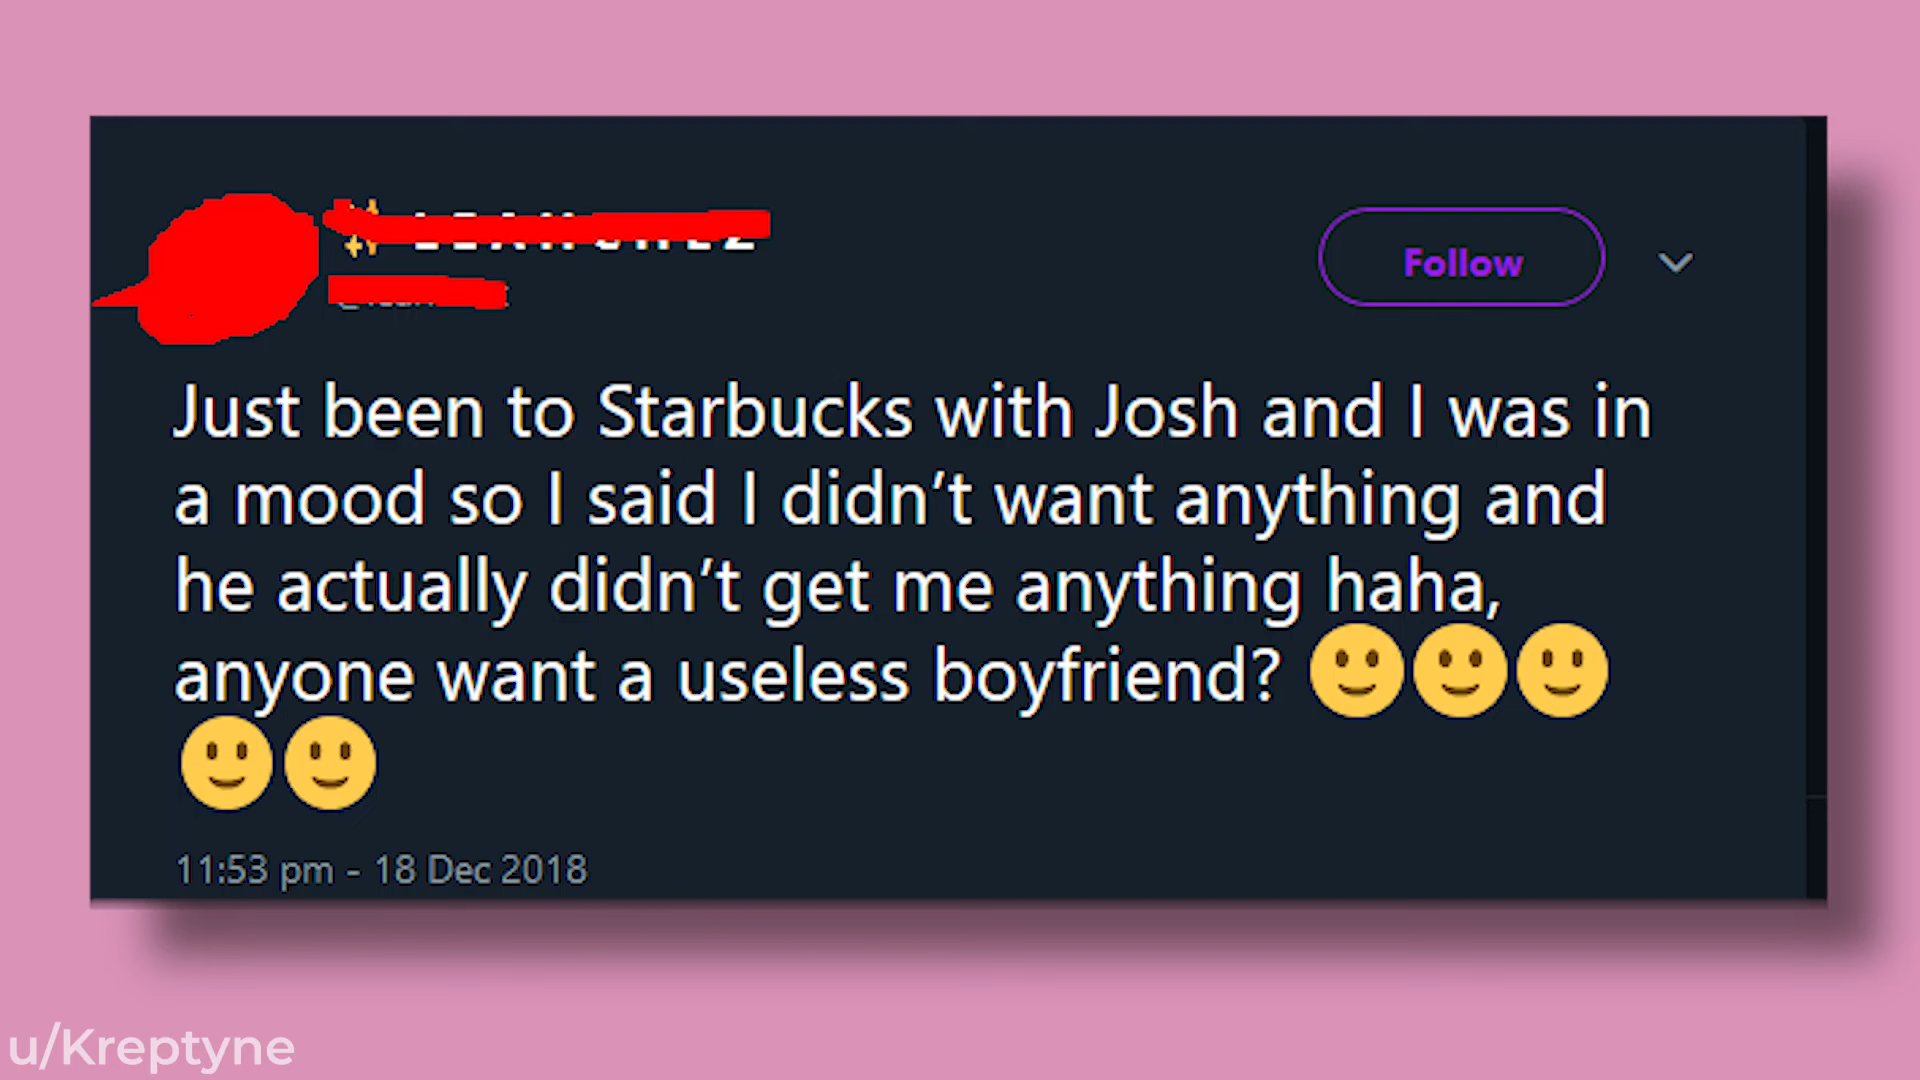 Follow
Just been to Starbucks with Josh and I was in
a mood so I said I didn’t want anything and
he actually didn’t get me anything haha,
anyone want a useless boyfriend? 🙂🙂🙂
🙂🙂
11:53 pm - 18 Dec 2018
u/Kreptyne